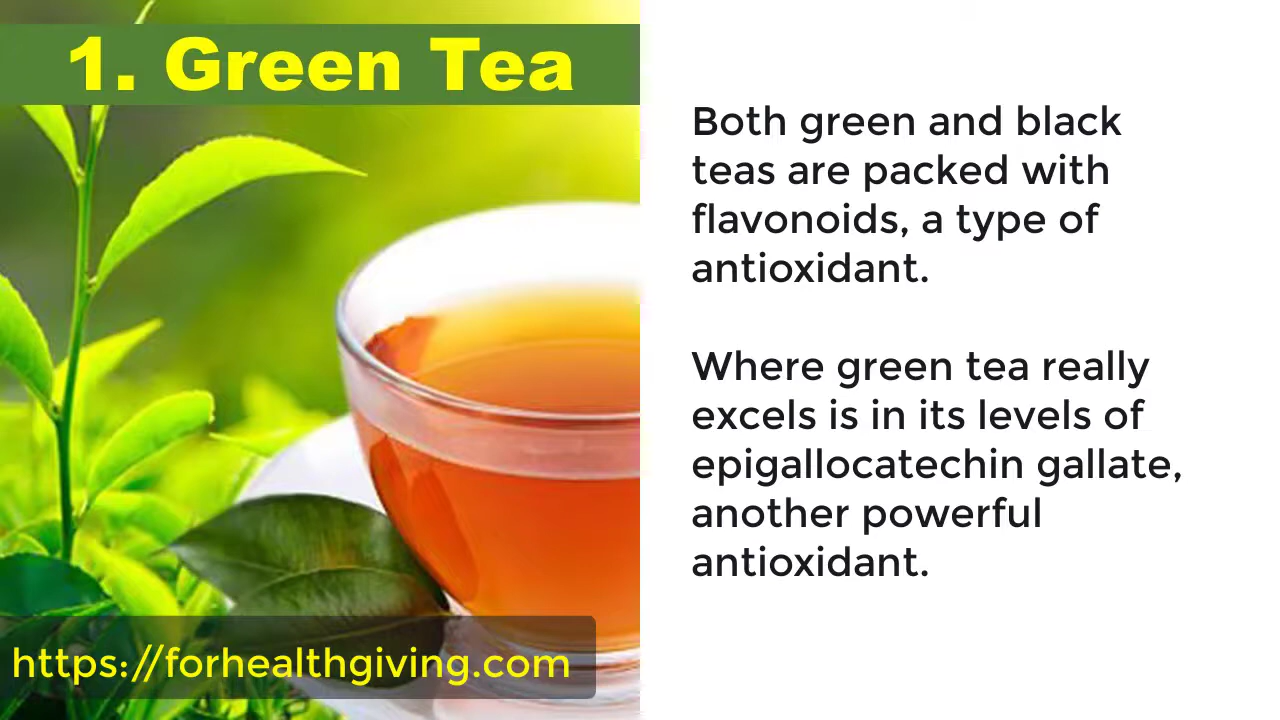 1. Green Tea
Both green and black
teas are packed with
flavonoids, a type of
antioxidant.
Where green tea really
excels is in its levels of
epigallocatechin gallate,
another powerful
antioxidant.
https://forhealthgiving.com